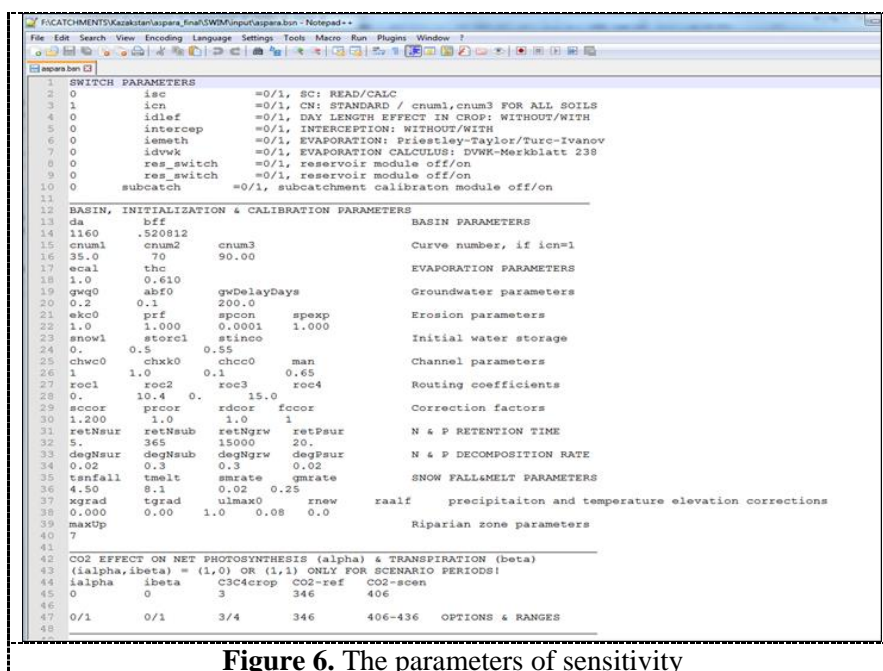 F:\CATCHMENTS\Kazakstan\aspara_final\SWIM\input\aspara.bsn - Notepad++
File Edit Search View Encoding Language Settings Tools Macro Run Plugins Window ?
aspara.bsn
1 SWITCH PARAMETERS
2 0 isc =0/1, SC: READ/CALC
3 1 icn =0/1, CN: STANDARD / cnum1,cnum3 FOR ALL SOILS
4 0 idlef =0/1, DAY LENGTH EFFECT IN CROP: WITHOUT/WITH
5 0 intercep =0/1, INTERCEPTION: WITHOUT/WITH
6 0 iemeth =0/1, EVAPORATION: Priestley-Taylor/Turc-Ivanov
7 0 idvwk =0/1, EVAPORATION CALCULUS: DVWK-Merkblatt 238
8 0 res_switch =0/1, reservoir module off/on
9 0 res_switch =0/1, reservoir module off/on
10 0 subcatch =0/1, subcatchment calibraton module off/on
11
12 BASIN, INITIALIZATION & CALIBRATION PARAMETERS
13 da bff BASIN PARAMETERS
14 1160 .520812
15 cnum1 cnum2 cnum3 Curve number, if icn=1
16 35.0 70 90.00
17 ecal thc EVAPORATION PARAMETERS
18 1.0 0.610
19 gwq0 abf0 gwDelayDays Groundwater parameters
20 0.2 0.1 200.0
21 ekc0 prf spcon spexp Erosion parameters
22 1.0 1.000 0.0001 1.000
23 snow1 storc1 stinco Initial water storage
24 0. 0.5 0.55
25 chwc0 chxk0 chcc0 man Channel parameters
26 1 1.0 0.1 0.65
27 roc1 roc2 roc3 roc4 Routing coefficients
28 0. 10.4 0. 15.0
29 sccor prcor rdcor fccor Correction factors
30 1.200 1.0 1.0 1
31 retNsur retNsub retNgrw retPsur N & P RETENTION TIME
32 5. 365 15000 20.
33 degNsur degNsub degNgrw degPsur N & P DECOMPOSITION RATE
34 0.02 0.3 0.3 0.02
35 tsnfall tmelt smrate gmrate SNOW FALL&MELT PARAMETERS
36 4.50 8.1 0.02 0.25
37 xgrad tgrad ulmax0 rnew raalf precipitaiton and temperature elevation corrections
38 0.000 0.00 1.0 0.08 0.0
39 maxUp Riparian zone parameters
40 7
41
42 CO2 EFFECT ON NET PHOTOSYNTHESIS (alpha) & TRANSPIRATION (beta)
43 (ialpha,ibeta) = (1,0) OR (1,1) ONLY FOR SCENARIO PERIODS!
44 ialpha ibeta C3C4crop CO2-ref CO2-scen
45 0 0 3 346 406
46
47 0/1 0/1 3/4 346 406-436 OPTIONS & RANGES
48
Figure 6. The parameters of sensitivity